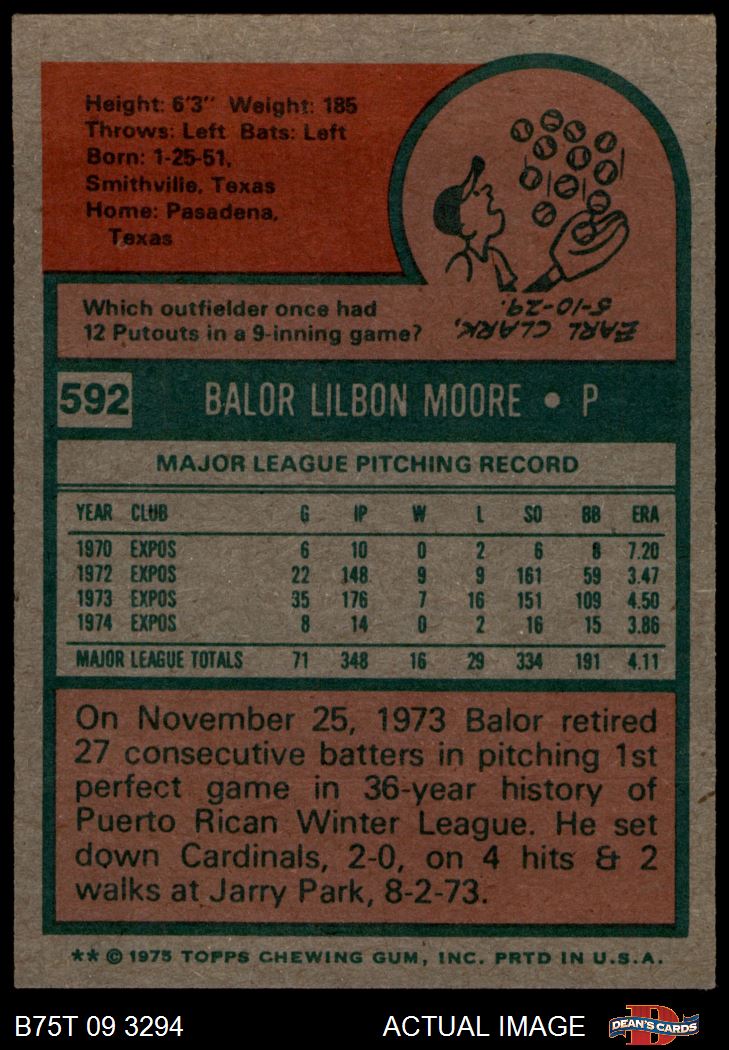 Height: 6'3" Weight: 185
Throws: Left Bats: Left
Born: 1-25-51,
Smithville, Texas
Home: Pasadena,
Texas
Which outfielder once had
12 Putouts in a 9-inning game?
EARL CLARK,
5-10-29.
592 BALOR LILBON MOORE • P
MAJOR LEAGUE PITCHING RECORD
YEAR CLUB G IP W L SO BB ERA
1970 EXPOS 6 10 0 2 6 8 7.20
1972 EXPOS 22 148 9 9 161 59 3.47
1973 EXPOS 35 176 7 16 151 109 4.50
1974 EXPOS 8 14 0 2 16 15 3.86
MAJOR LEAGUE TOTALS 71 348 16 29 334 191 4.11
On November 25, 1973 Balor retired
27 consecutive batters in pitching 1st
perfect game in 36-year history of
Puerto Rican Winter League. He set
down Cardinals, 2-0, on 4 hits & 2
walks at Jarry Park, 8-2-73.
** © 1975 TOPPS CHEWING GUM, INC. PRTD IN U.S.A.
B75T 09 3294 ACTUAL IMAGE DEAN'S CARDS